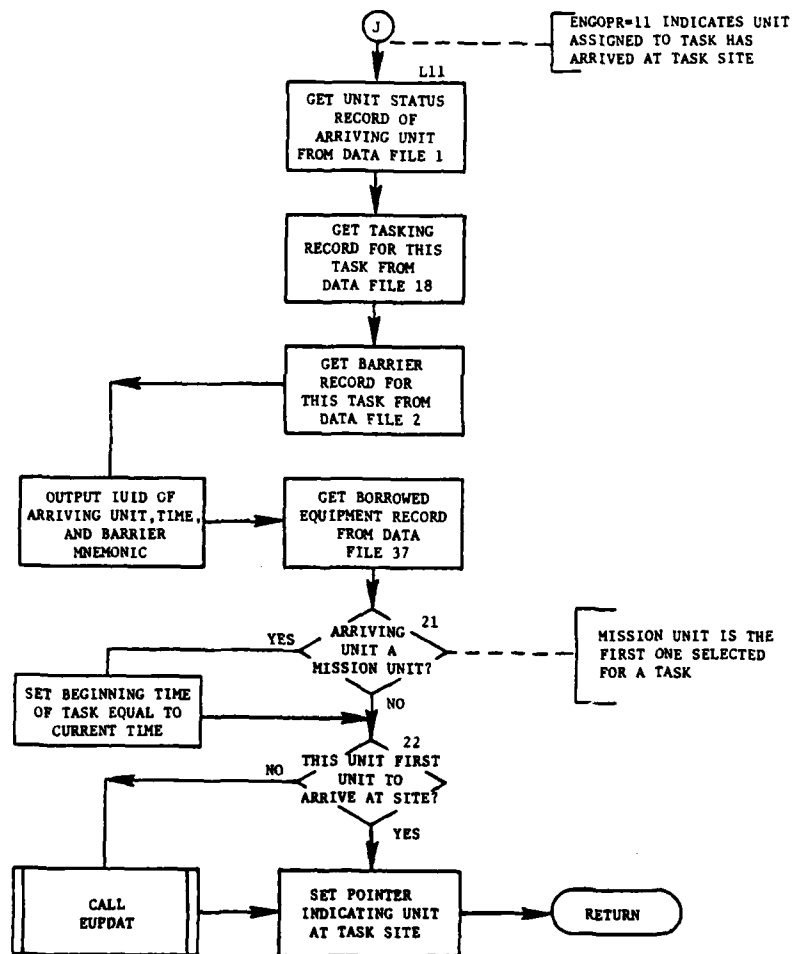 J
ENGOPR=11 INDICATES UNIT
ASSIGNED TO TASK HAS
ARRIVED AT TASK SITE
L11
GET UNIT STATUS
RECORD OF
ARRIVING UNIT
FROM DATA FILE 1
GET TASKING
RECORD FOR THIS
TASK FROM
DATA FILE 18
GET BARRIER
RECORD FOR
THIS TASK FROM
DATA FILE 2
OUTPUT IUID OF
ARRIVING UNIT, TIME,
AND BARRIER
MNEMONIC
GET BORROWED
EQUIPMENT RECORD
FROM DATA
FILE 37
21
ARRIVING
UNIT A
MISSION UNIT?
YES
NO
MISSION UNIT IS THE
FIRST ONE SELECTED
FOR A TASK
SET BEGINNING TIME
OF TASK EQUAL TO
CURRENT TIME
22
THIS UNIT FIRST
UNIT TO
ARRIVE AT SITE?
NO
YES
CALL
EUPDAT
SET POINTER
INDICATING UNIT
AT TASK SITE
RETURN